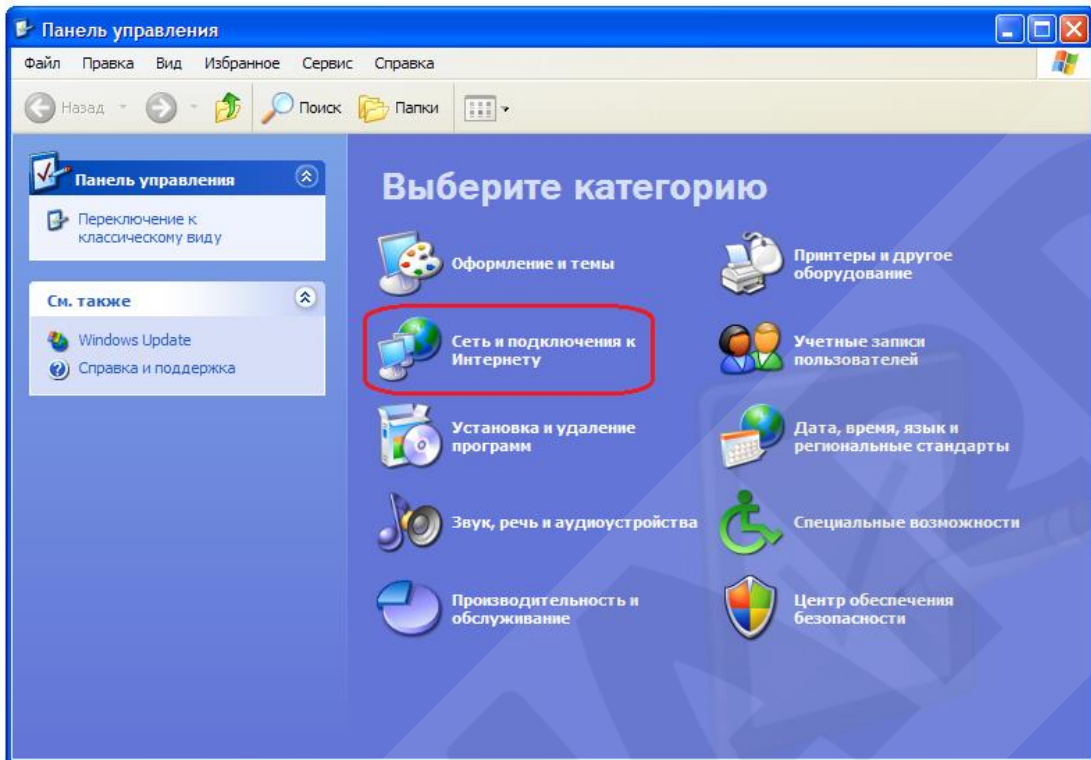 Панель управления
Файл Правка Вид Избранное Сервис Справка
Назад Поиск Папки
Панель управления
Переключение к
классическому виду
См. также
Windows Update
Справка и поддержка
Выберите категорию
Оформление и темы
Принтеры и другое
оборудование
Сеть и подключения к
Интернету
Учетные записи
пользователей
Установка и удаление
программ
Дата, время, язык и
региональные стандарты
Звук, речь и аудиоустройства
Специальные возможности
Производительность и
обслуживание
Центр обеспечения
безопасности